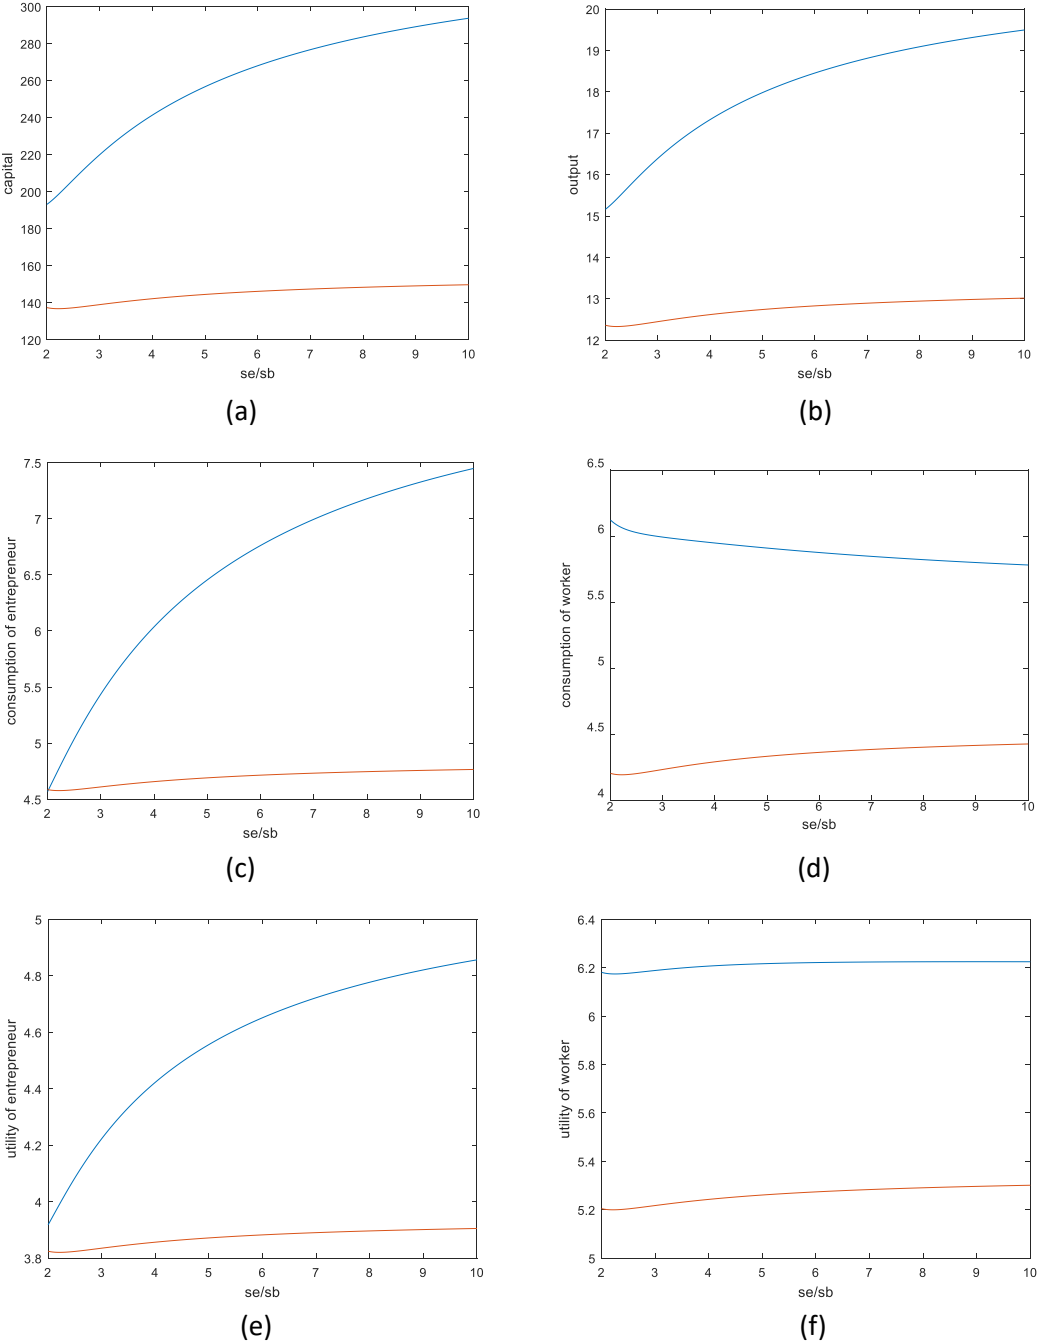 300
280
260
240
220
200
180
160
140
120
capital
2 3 4 5 6 7 8 9 10
se/sb
(a)
20
19
18
17
16
15
14
13
12
output
2 3 4 5 6 7 8 9 10
se/sb
(b)
7.5
7
6.5
6
5.5
5
4.5
consumption of entrepreneur
2 3 4 5 6 7 8 9 10
se/sb
(c)
6.5
6
5.5
5
4.5
4
consumption of worker
2 3 4 5 6 7 8 9 10
se/sb
(d)
5
4.8
4.6
4.4
4.2
4
3.8
utility of entrepreneur
2 3 4 5 6 7 8 9 10
se/sb
(e)
6.4
6.2
6
5.8
5.6
5.4
5.2
5
utility of worker
2 3 4 5 6 7 8 9 10
se/sb
(f)